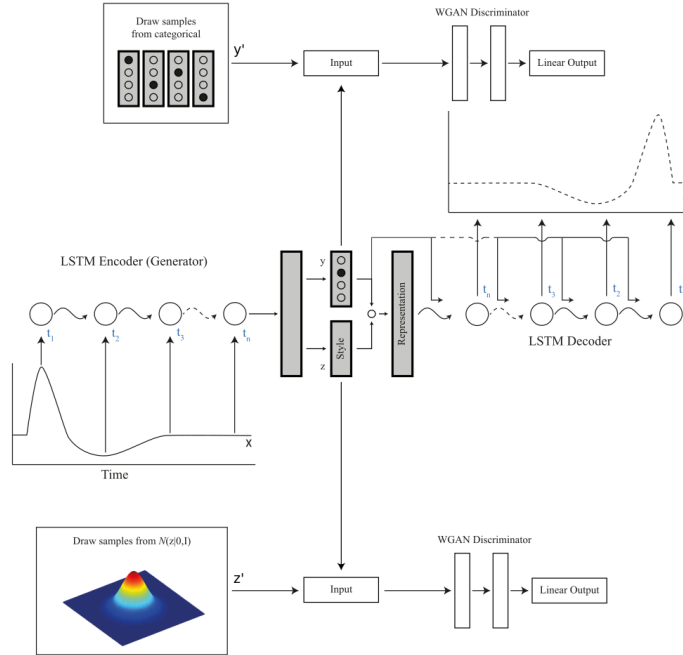 Draw samples
from categorical
y'
Input
WGAN Discriminator
Linear Output
LSTM Encoder (Generator)
y
z
Style
Representation
t1
t2
t3
tn
x
Time
tn
t3
t2
t
LSTM Decoder
Draw samples from N(z|0,I)
z'
Input
WGAN Discriminator
Linear Output